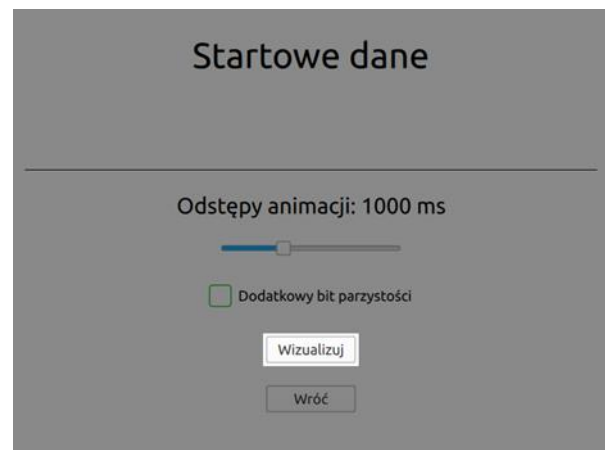 Startowe dane
Odstępy animacji: 1000 ms
Dodatkowy bit parzystości
Wizualizuj
Wróć